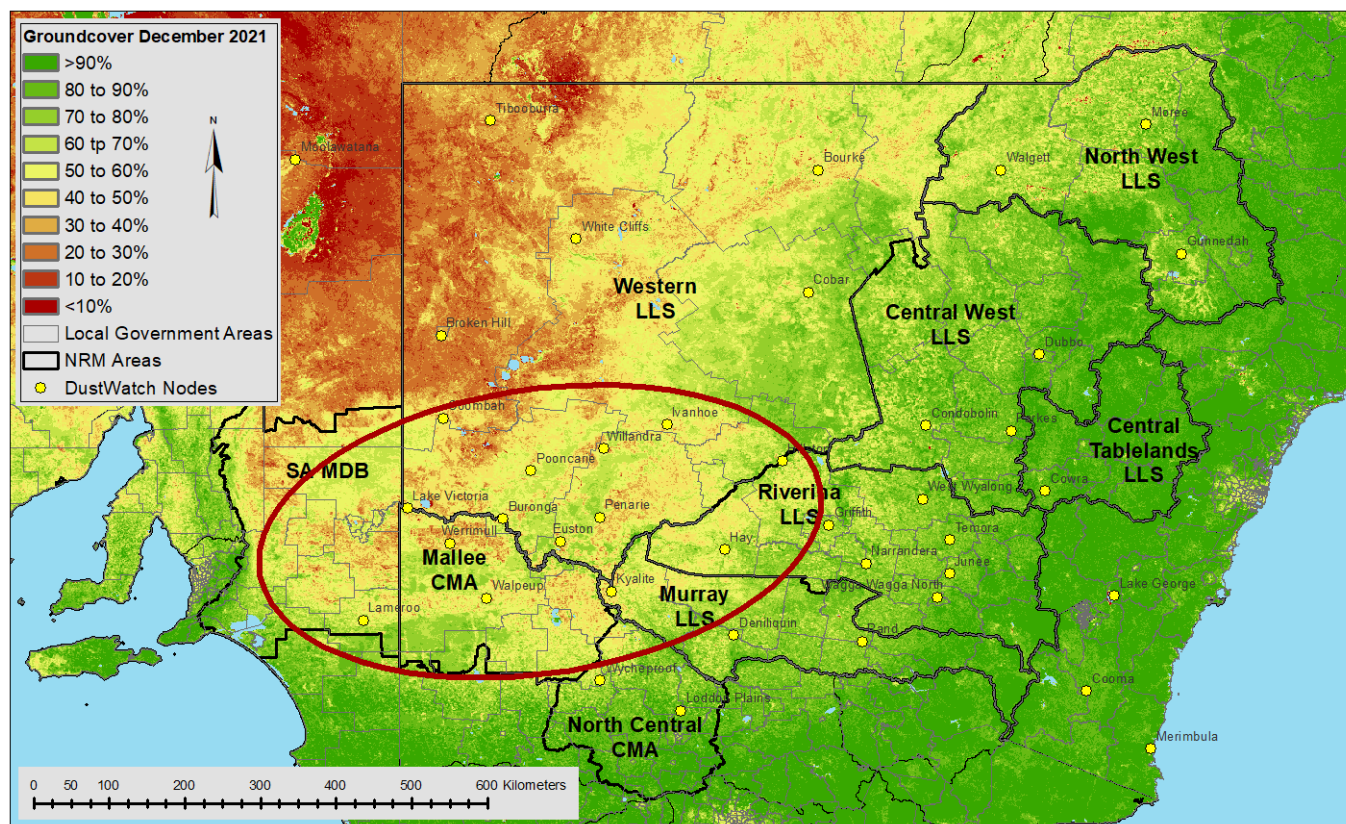 Groundcover December 2021
>90%
80 to 90%
70 to 80%
60 tp 70%
50 to 60%
40 to 50%
30 to 40%
20 to 30%
10 to 20%
<10%
Local Government Areas
NRM Areas
DustWatch Nodes
N
Tibooburra
Moolawatana
Moree
North West
LLS
Bourke
Walgett
White Cliffs
Gunnedah
Western
LLS
Cobar
Central West
LLS
Broken Hill
Dubbo
Coombah
Ivanhoe
Condobolin
Parkes
Central
Tablelands
LLS
Willandra
Pooncarie
SA MDB
Riverina
LLS
Cowra
West Wyalong
Lake Victoria
Buronga
Penarie
Griffith
Werrimull
Euston
Temora
Mallee
CMA
Hay
Narrandera
Junee
Walpeup
Kyalite
Wagga Wagga North
Murray
LLS
Lake George
Lameroo
Deniliquin
Rand
Wycheproof
Cooma
Loddon Plains
North Central
CMA
Merimbula
0 50 100 200 300 400 500 600 Kilometers